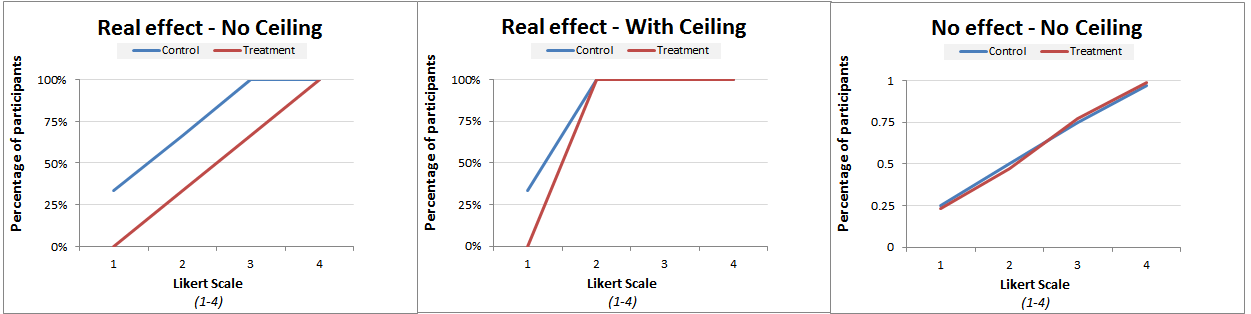 Real effect - No Ceiling
Control Treatment
Percentage of participants
100%
75%
50%
25%
0%
1 2 3 4
Likert Scale
(1-4)
Real effect - With Ceiling
Control Treatment
Percentage of participants
100%
75%
50%
25%
0%
1 2 3 4
Likert Scale
(1-4)
No effect - No Ceiling
Control Treatment
Percentage of participants
1
0.75
0.5
0.25
0
1 2 3 4
Likert Scale
(1-4)